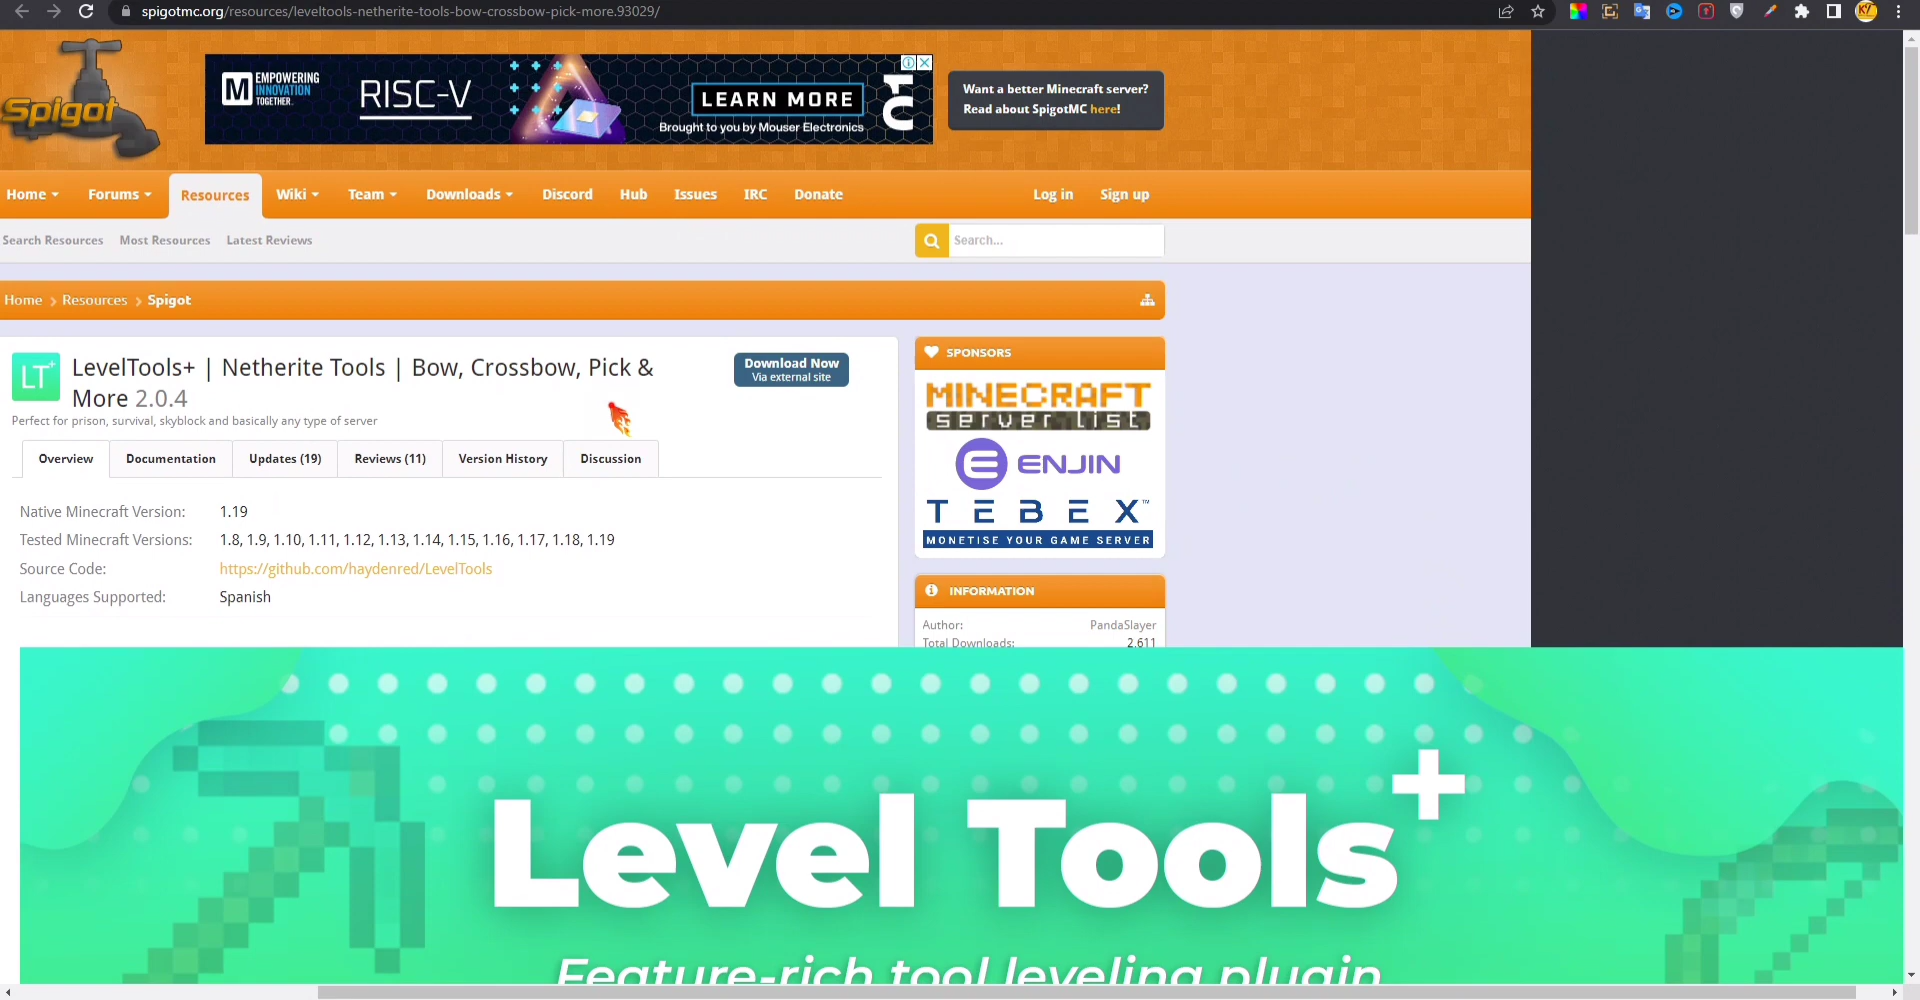 spigotmc.org/resources/leveltools-netherite-tools-bow-crossbow-pick-more.93029/
Spigot
M EMPOWERING INNOVATION TOGETHER.
RISC-V
LEARN MORE
Brought to you by Mouser Electronics
Want a better Minecraft server?
Read about SpigotMC here!
Home Forums Resources Wiki Team Downloads Discord Hub Issues IRC Donate Log in Sign up
Search Resources Most Resources Latest Reviews Search...
Home Resources Spigot
LT+
LevelTools+ | Netherite Tools | Bow, Crossbow, Pick &
More 2.0.4
Perfect for prison, survival, skyblock and basically any type of server
Download Now
Via external site
Overview Documentation Updates (19) Reviews (11) Version History Discussion
Native Minecraft Version: 1.19
Tested Minecraft Versions: 1.8, 1.9, 1.10, 1.11, 1.12, 1.13, 1.14, 1.15, 1.16, 1.17, 1.18, 1.19
Source Code: https://github.com/haydenred/LevelTools
Languages Supported: Spanish
SPONSORS
MINECRAFT
server list
ENJIN
TEBEX™
MONETISE YOUR GAME SERVER
INFORMATION
Author: PandaSlayer
Total Downloads: 2,611
Level Tools+
Feature-rich tool leveling plugin